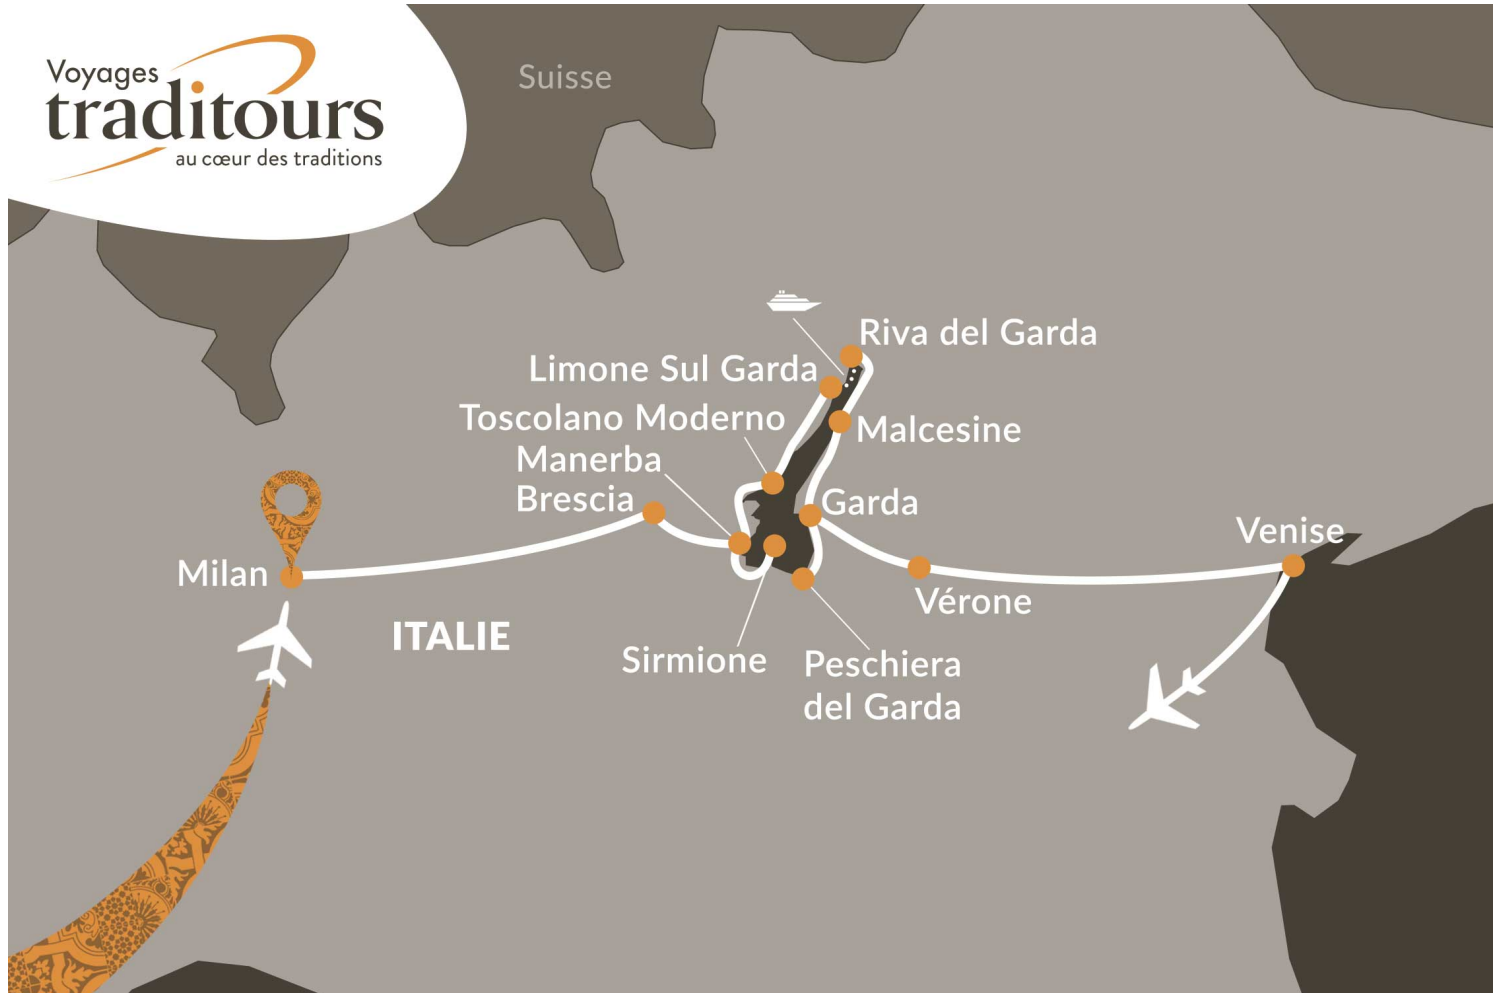 Voyages
traditours
au cœur des traditions
Suisse
Riva del Garda
Limone Sul Garda
Toscolano Moderno
Malcesine
Manerba
Brescia
Garda
Venise
Milan
Vérone
ITALIE
Sirmione
Peschiera
del Garda